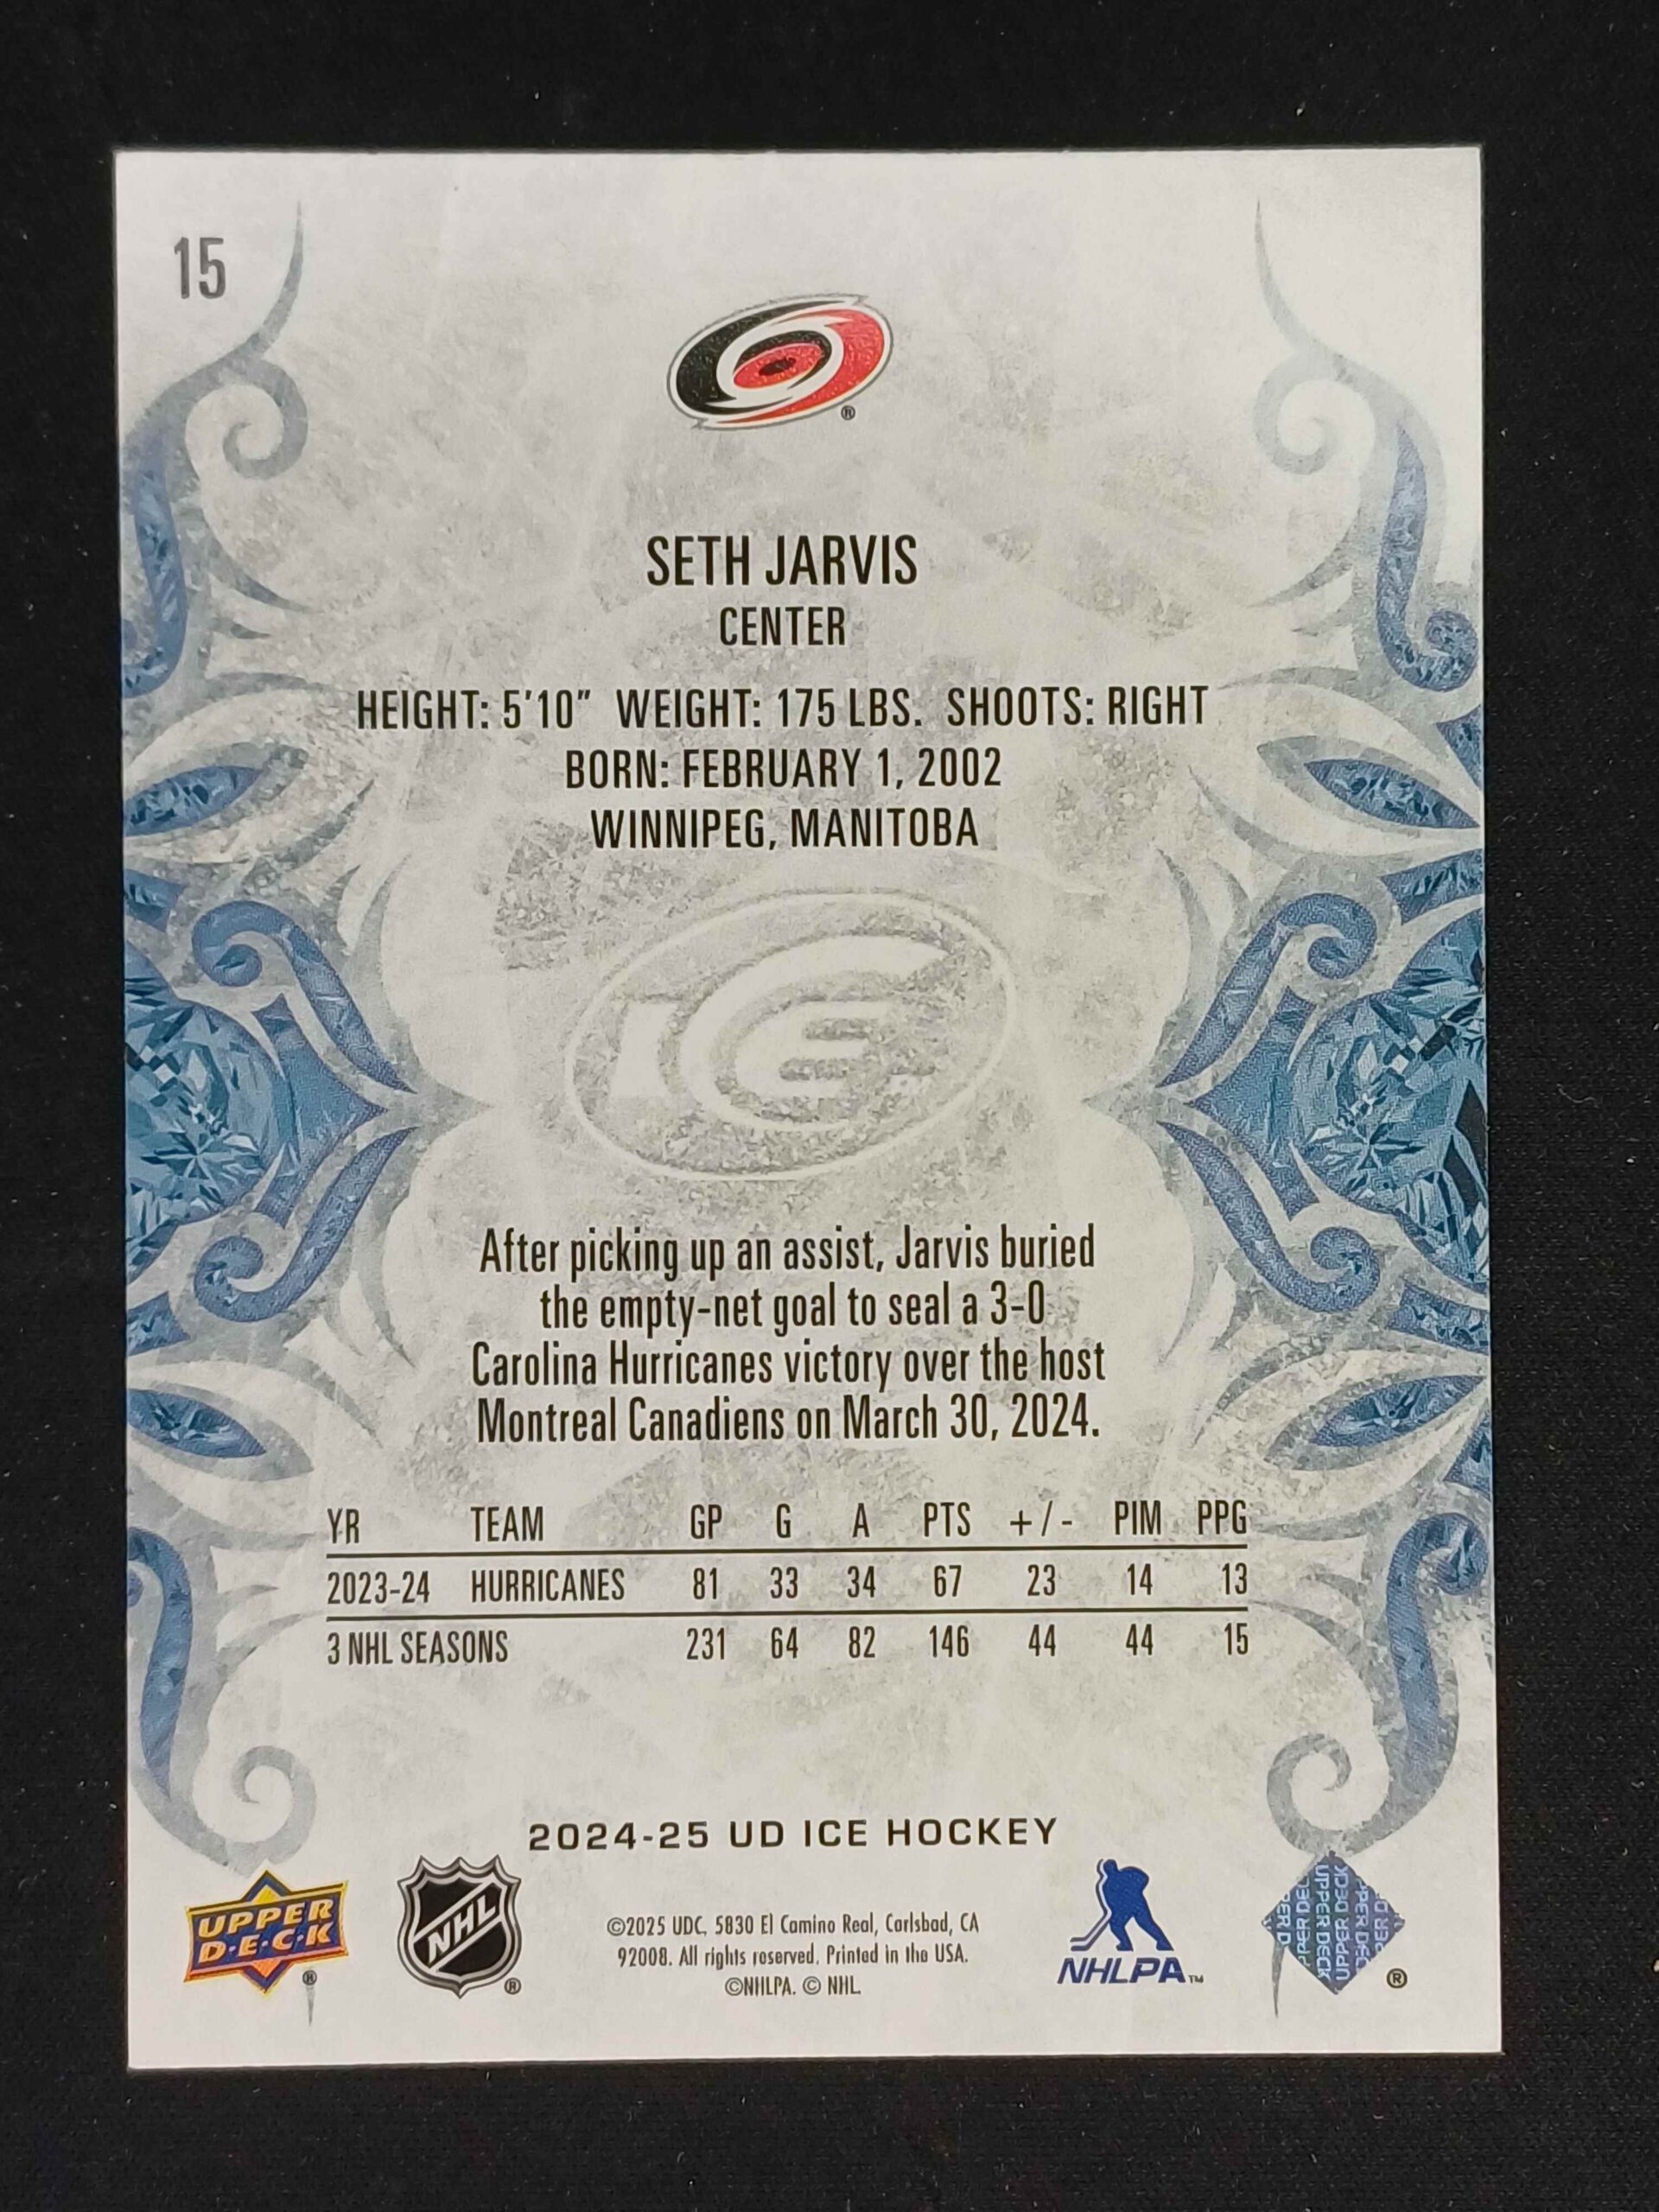 15
SETH JARVIS
CENTER
HEIGHT: 5'10" WEIGHT: 175 LBS. SHOOTS: RIGHT
BORN: FEBRUARY 1, 2002
WINNIPEG, MANITOBA
ICE
After picking up an assist, Jarvis buried
the empty-net goal to seal a 3-0
Carolina Hurricanes victory over the host
Montreal Canadiens on March 30, 2024.
YR TEAM GP G A PTS +/- PIM PPG
2023-24 HURRICANES 81 33 34 67 23 14 13
3 NHL SEASONS 231 64 82 146 44 44 15
2024-25 UD ICE HOCKEY
UPPER
D·E·C·K
®
NHL
®
©2025 UDC, 5830 El Camino Real, Carlsbad, CA
92008. All rights reserved. Printed in the USA.
©NHLPA. © NHL.
NHLPA™
UPPER DECK
®